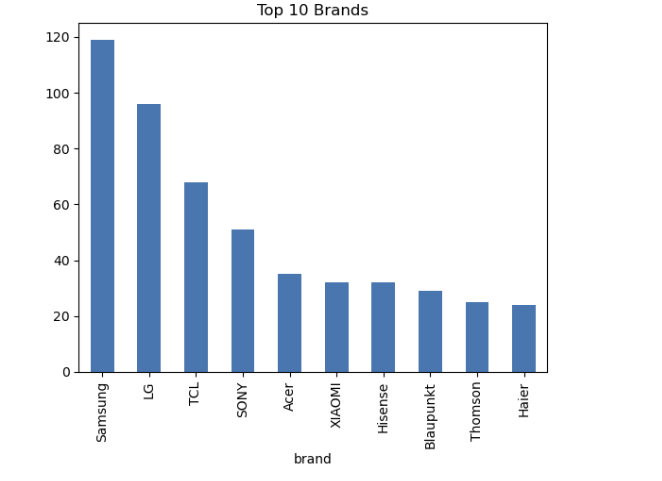 Top 10 Brands
120
100
80
60
40
20
0
Samsung
LG
TCL
SONY
Acer
XIAOMI
Hisense
Blaupunkt
Thomson
Haier
brand